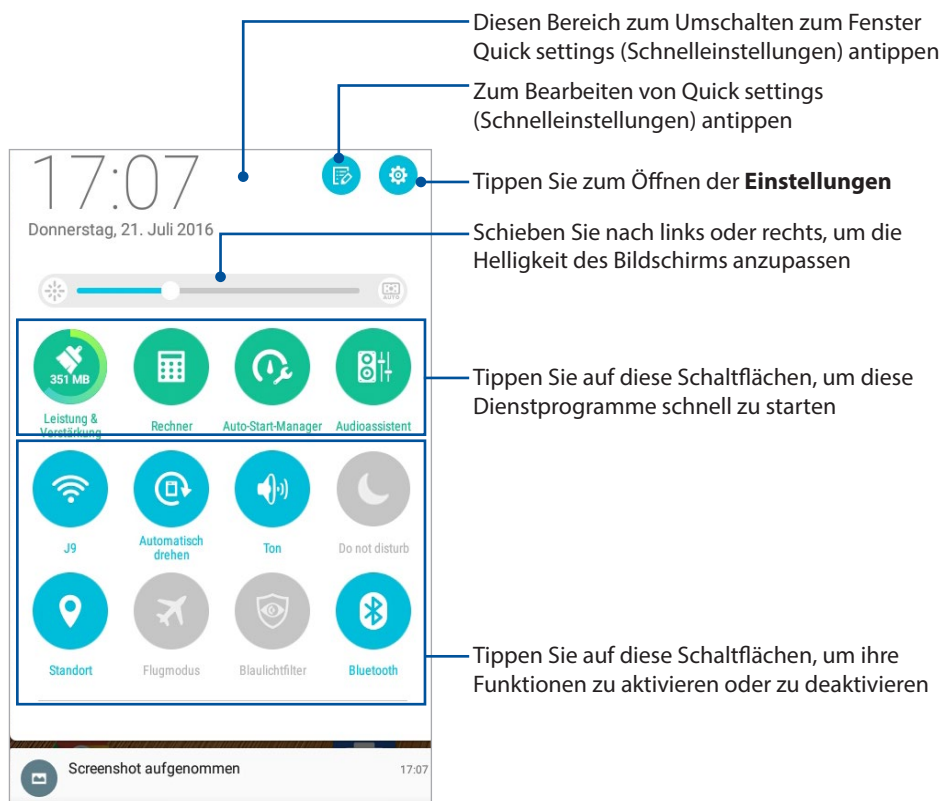 Diesen Bereich zum Umschalten zum Fenster
Quick settings (Schnelleinstellungen) antippen
Zum Bearbeiten von Quick settings
(Schnelleinstellungen) antippen
17:07
Tippen Sie zum Öffnen der Einstellungen
Donnerstag, 21. Juli 2016
Schieben Sie nach links oder rechts, um die
Helligkeit des Bildschirms anzupassen
AUTO
351 MB
Tippen Sie auf diese Schaltflächen, um diese
Dienstprogramme schnell zu starten
Leistung &
Verstärkung
Rechner
Auto-Start-Manager
Audioassistent
J9
Automatisch
drehen
Ton
Do not disturb
Standort
Flugmodus
Blaulichtfilter
Bluetooth
Tippen Sie auf diese Schaltflächen, um ihre
Funktionen zu aktivieren oder zu deaktivieren
Screenshot aufgenommen
17:07